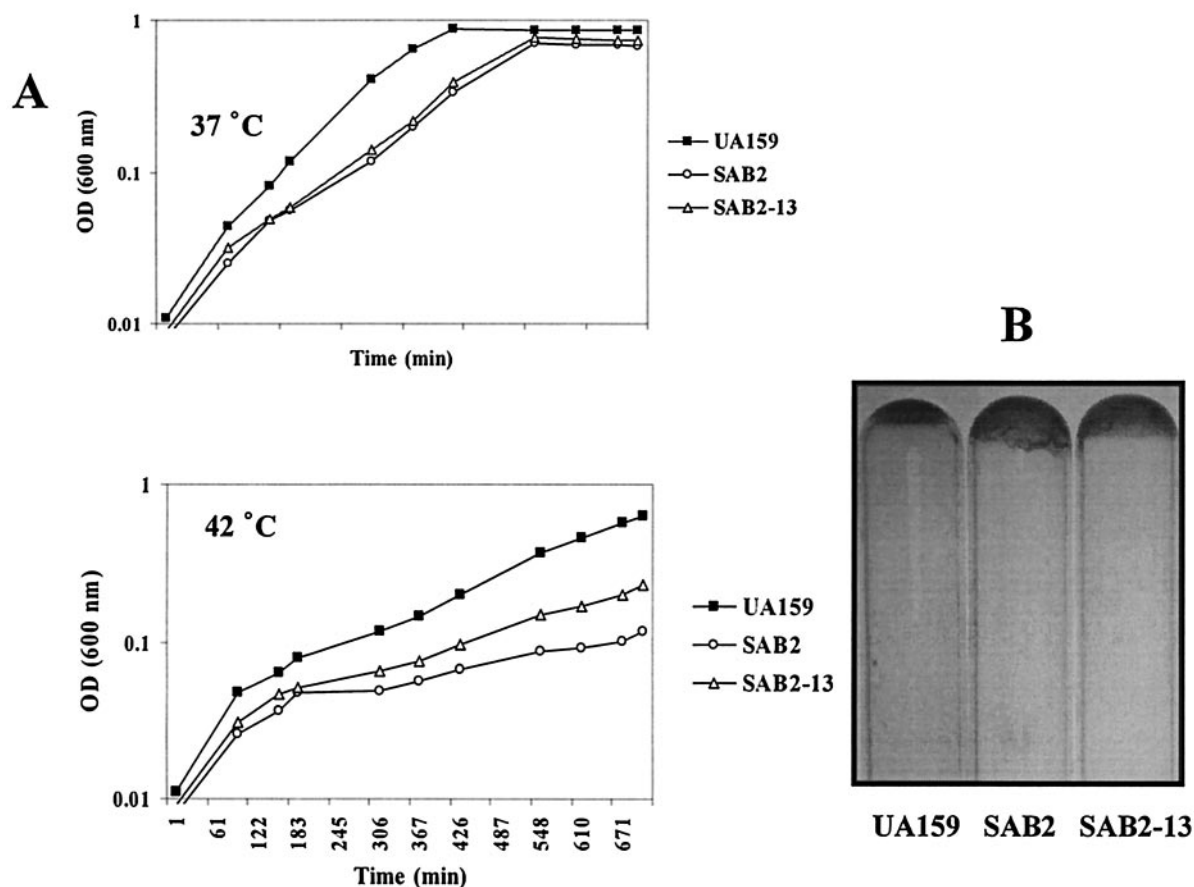 A
1
37 °C
0.1
0.01
OD (600 nm)
Time (min)
UA159
SAB2
SAB2-13
1
42 °C
0.1
0.01
OD (600 nm)
1 61 122 183 245 306 367 426 487 548 610 671
Time (min)
UA159
SAB2
SAB2-13
B
UA159 SAB2 SAB2-13